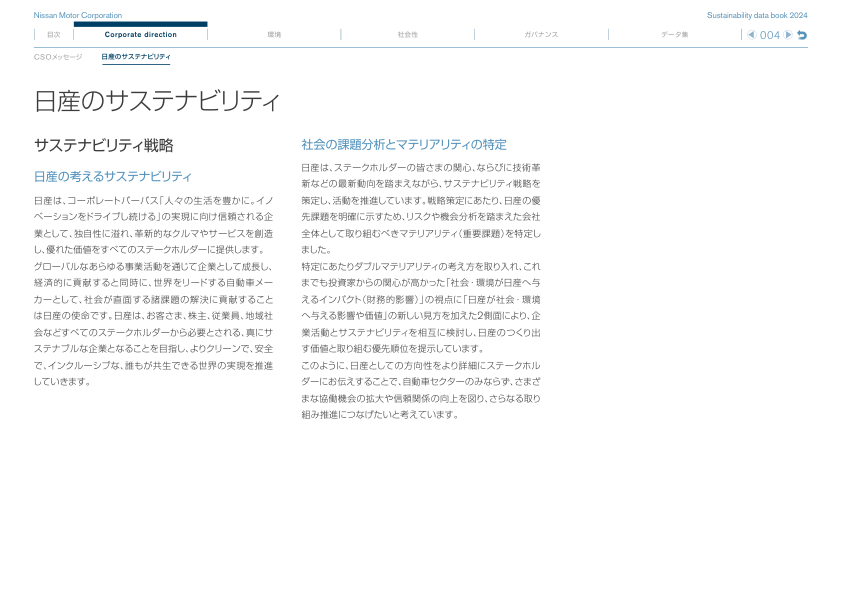 Nissan Motor Corporation
Sustainability data book 2024
目次
Corporate direction
環境
社会性
ガバナンス
データ集
004
CSOメッセージ
日産のサステナビリティ
日産のサステナビリティ
サステナビリティ戦略
日産の考えるサステナビリティ
日産は、コーポレートパーパス「人々の生活を豊かに。イノ
ベーションをドライブし続ける」の実現に向け信頼される企
業として、独自性に溢れ、革新的なクルマやサービスを創造
し、優れた価値をすべてのステークホルダーに提供します。
グローバルなあらゆる事業活動を通じて企業として成長し、
経済的に貢献すると同時に、世界をリードする自動車メー
カーとして、社会が直面する諸課題の解決に貢献すること
は日産の使命です。日産は、お客さま、株主、従業員、地域社
会などすべてのステークホルダーから必要とされる、真にサ
ステナブルな企業となることを目指し、よりクリーンで、安全
で、インクルーシブな、誰もが共生できる世界の実現を推進
していきます。
社会の課題分析とマテリアリティの特定
日産は、ステークホルダーの皆さまの関心、ならびに技術革
新などの最新動向を踏まえながら、サステナビリティ戦略を
策定し、活動を推進しています。戦略策定にあたり、日産の優
先課題を明確に示すため、リスクや機会分析を踏まえた会社
全体として取り組むべきマテリアリティ（重要課題）を特定し
ました。
特定にあたりダブルマテリアリティの考え方を取り入れ、これ
までも投資家からの関心が高かった「社会・環境が日産へ与
えるインパクト（財務的影響）」の視点に「日産が社会・環境
へ与える影響や価値」の新しい見方を加えた2側面により、企
業活動とサステナビリティを相互に検討し、日産のつくり出
す価値と取り組む優先順位を提示しています。
このように、日産としての方向性をより詳細にステークホル
ダーにお伝えすることで、自動車セクターのみならず、さまざ
まな協働機会の拡大や信頼関係の向上を図り、さらなる取り
組み推進につなげたいと考えています。